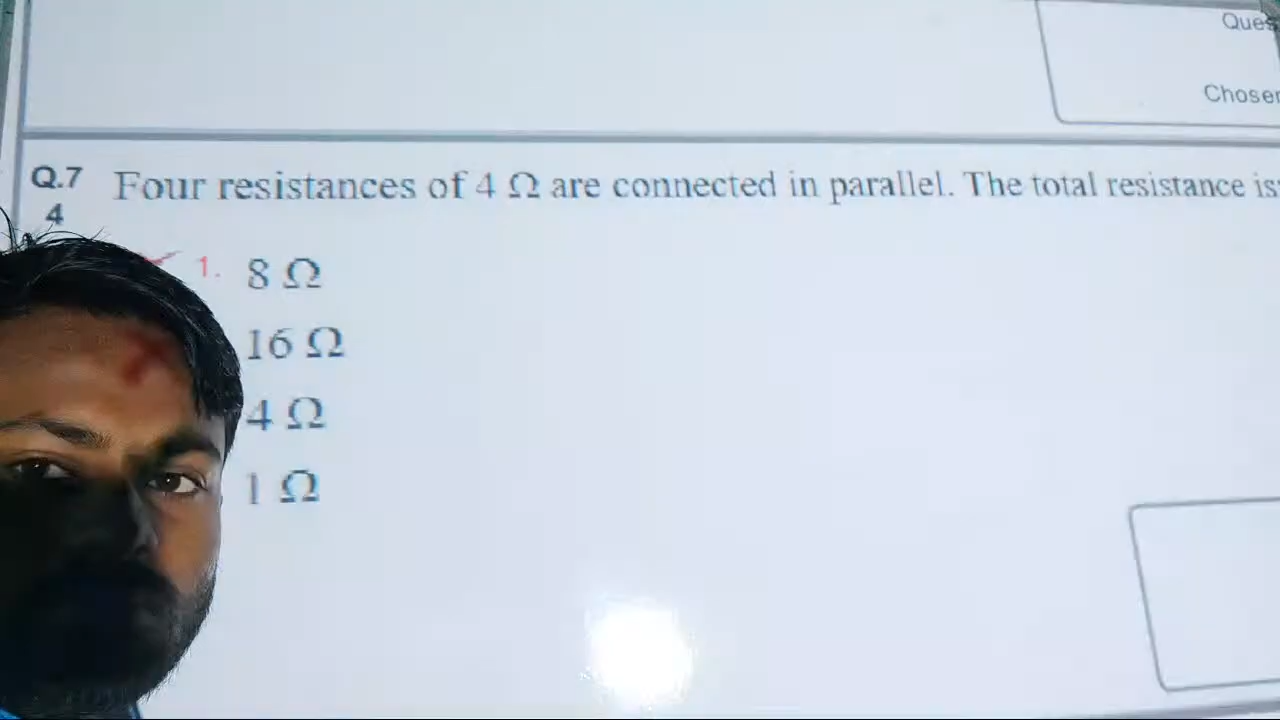 Ques
Chosen
Q.7
4
Four resistances of 4 Ω are connected in parallel. The total resistance is:
1. 8 Ω
16 Ω
4 Ω
1 Ω